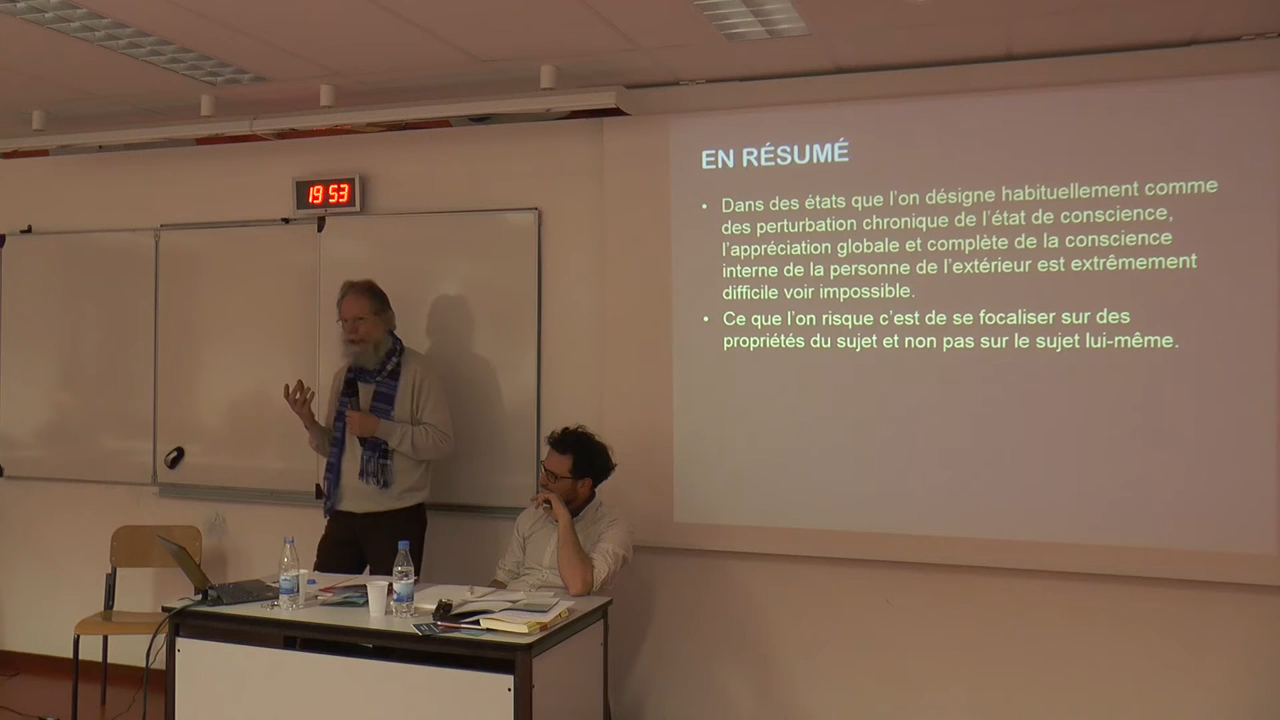 19 53
EN RÉSUMÉ
• Dans des états que l'on désigne habituellement comme
des perturbation chronique de l'état de conscience,
l'appréciation globale et complète de la conscience
interne de la personne de l'extérieur est extrêmement
difficile voir impossible.
• Ce que l'on risque c'est de se focaliser sur des
propriétés du sujet et non pas sur le sujet lui-même.